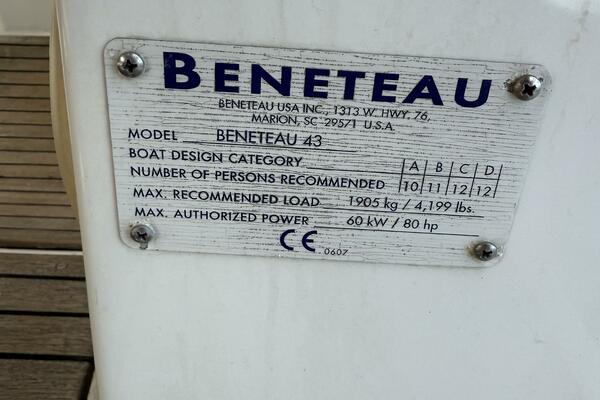 BENETEAU
BENETEAU USA INC., 1313 W. HWY. 76,
MARION, SC 29571 U.S.A.
MODEL BENETEAU 43
BOAT DESIGN CATEGORY A B C D
NUMBER OF PERSONS RECOMMENDED 10 11 12 12
MAX. RECOMMENDED LOAD 1905 kg / 4,199 lbs.
MAX. AUTHORIZED POWER 60 kW / 80 hp
CE 0607